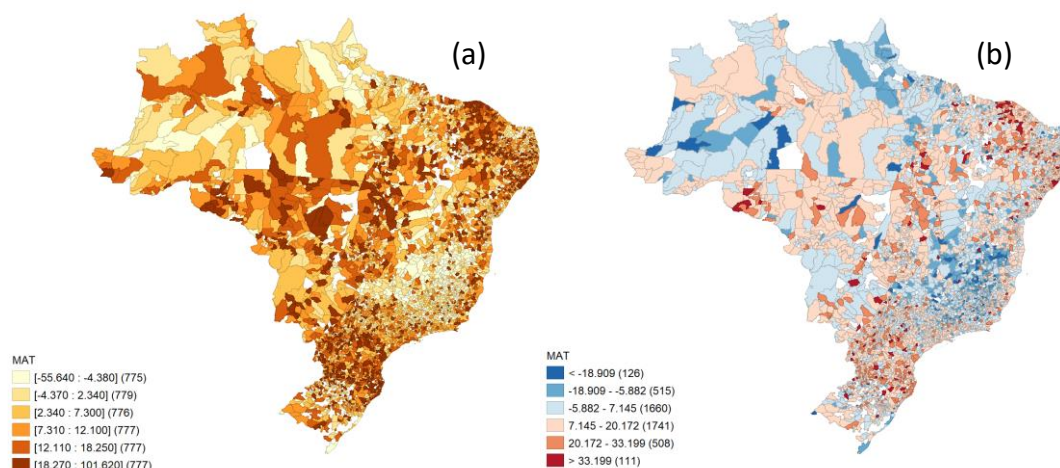 (a)
MAT
[-55.640 : -4.380] (775)
[-4.370 : 2.340] (779)
[2.340 : 7.300] (776)
[7.310 : 12.100] (777)
[12.110 : 18.250] (777)
[18.270 : 101.620] (777)
(b)
MAT
< -18.909 (126)
-18.909 - -5.882 (515)
-5.882 - 7.145 (1660)
7.145 - 20.172 (1741)
20.172 - 33.199 (508)
> 33.199 (111)